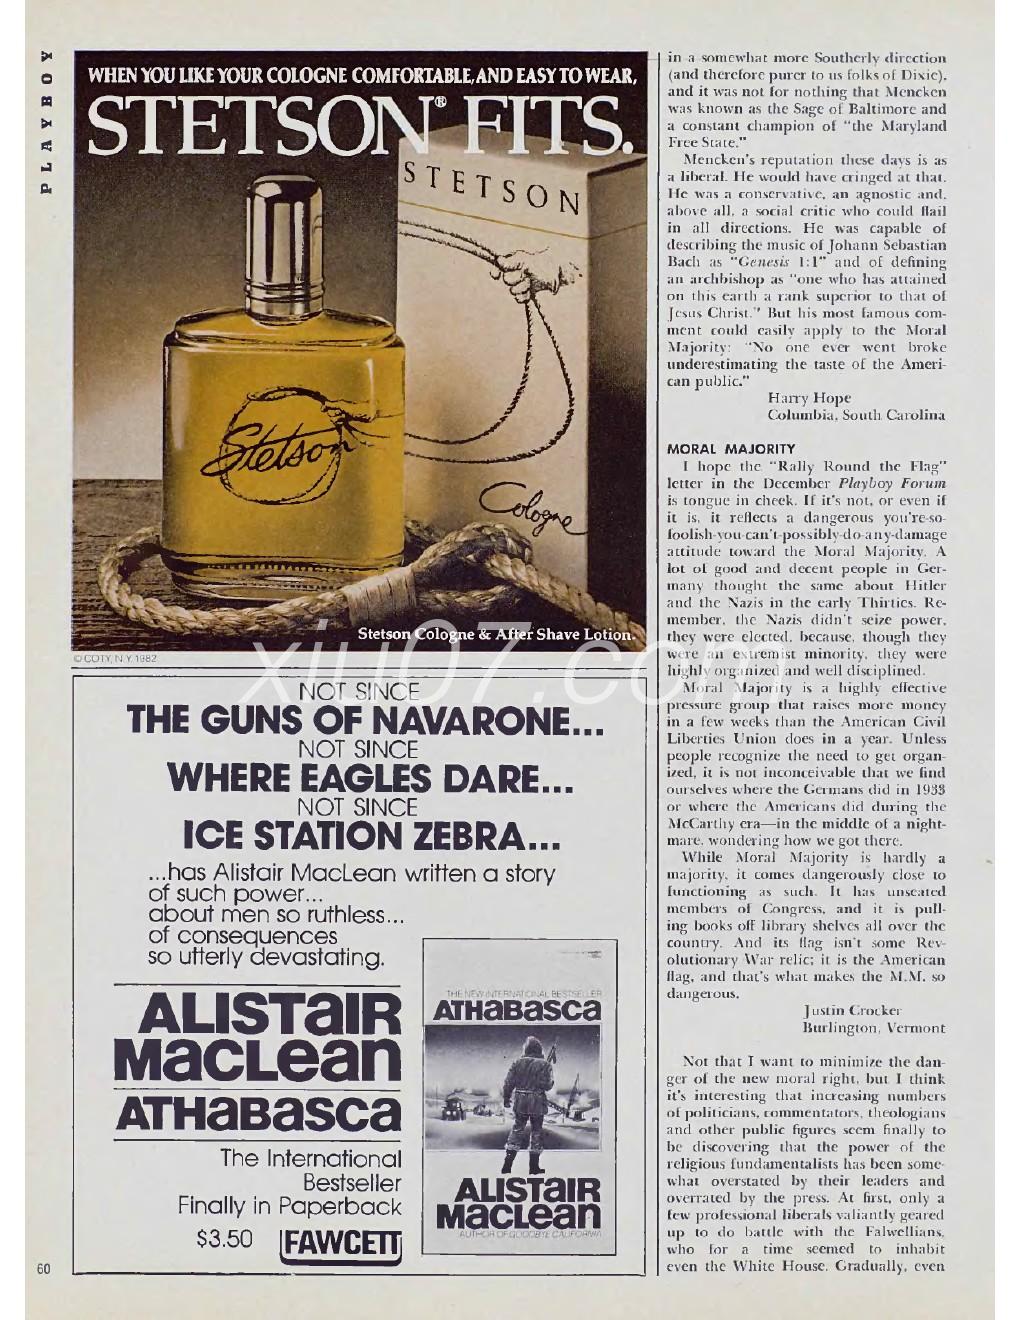 PLAYBOY
WHEN YOU LIKE YOUR COLOGNE COMFORTABLE, AND EASY TO WEAR,
STETSON® FITS.
STETSON
Stetson
Cologne
Stetson Cologne & After Shave Lotion.
© COTY, N.Y. 1982
xiu07.com
NOT SINCE
THE GUNS OF NAVARONE...
NOT SINCE
WHERE EAGLES DARE...
NOT SINCE
ICE STATION ZEBRA...
...has Alistair MacLean written a story
of such power...
about men so ruthless...
of consequences
so utterly devastating.
ALISTAIR
MACLEAN
ATHABASCA
The International
Bestseller
Finally in Paperback
$3.50 FAWCETT
THE NEW INTERNATIONAL BESTSELLER
ATHABASCA
ALISTAIR
MACLEAN
AUTHOR OF GOODBYE CALIFORNIA
60
in a somewhat more Southerly direction
(and therefore purer to us folks of Dixie),
and it was not for nothing that Mencken
was known as the Sage of Baltimore and
a constant champion of "the Maryland
Free State."
Mencken's reputation these days is as
a liberal. He would have cringed at that.
He was a conservative, an agnostic and,
above all, a social critic who could flail
in all directions. He was capable of
describing the music of Johann Sebastian
Bach as "Genesis 1:1" and of defining
an archbishop as "one who has attained
on this earth a rank superior to that of
Jesus Christ." But his most famous com-
ment could easily apply to the Moral
Majority: "No one ever went broke
underestimating the taste of the Ameri-
can public."
Harry Hope
Columbia, South Carolina
MORAL MAJORITY
I hope the "Rally Round the Flag"
letter in the December Playboy Forum
is tongue in cheek. If it's not, or even if
it is, it reflects a dangerous you're-so-
foolish-you-can't-possibly-do-any-damage
attitude toward the Moral Majority. A
lot of good and decent people in Ger-
many thought the same about Hitler
and the Nazis in the early Thirties. Re-
member, the Nazis didn't seize power,
they were elected, because, though they
were an extremist minority, they were
highly organized and well disciplined.
Moral Majority is a highly effective
pressure group that raises more money
in a few weeks than the American Civil
Liberties Union does in a year. Unless
people recognize the need to get organ-
ized, it is not inconceivable that we find
ourselves where the Germans did in 1933
or where the Americans did during the
McCarthy era—in the middle of a night-
mare, wondering how we got there.
While Moral Majority is hardly a
majority, it comes dangerously close to
functioning as such. It has unseated
members of Congress, and it is pull-
ing books off library shelves all over the
country. And its flag isn't some Rev-
olutionary War relic; it is the American
flag, and that's what makes the M.M. so
dangerous.
Justin Crocker
Burlington, Vermont
Not that I want to minimize the dan-
ger of the new moral right, but I think
it's interesting that increasing numbers
of politicians, commentators, theologians
and other public figures seem finally to
be discovering that the power of the
religious fundamentalists has been some-
what overstated by their leaders and
overrated by the press. At first, only a
few professional liberals valiantly geared
up to do battle with the Falwellians,
who for a time seemed to inhabit
even the White House. Gradually, even